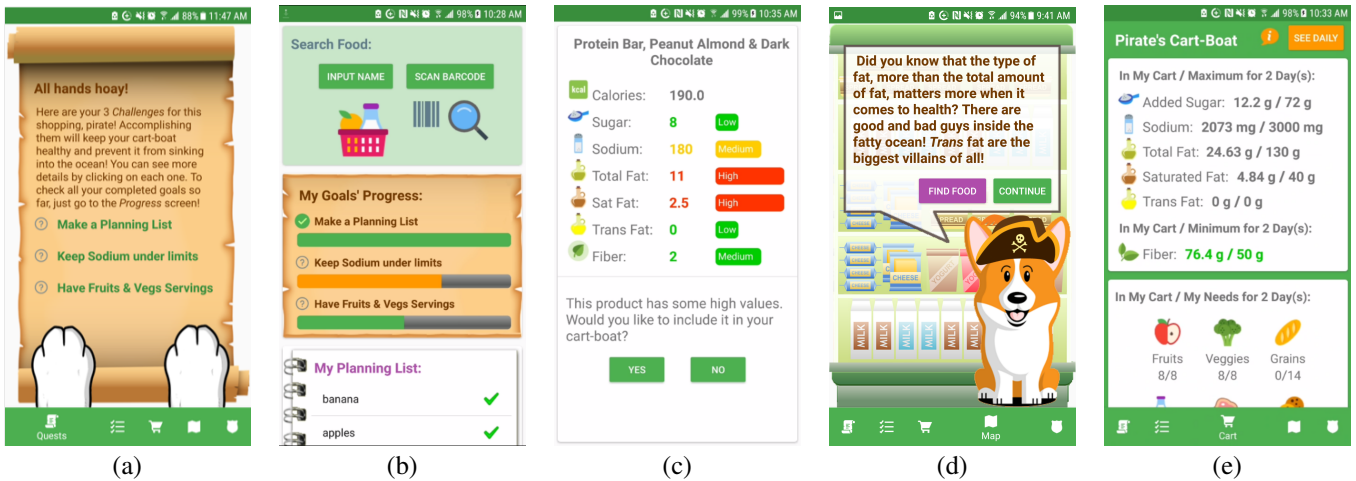 88% 11:47 AM
All hands hoay!
Here are your 3 Challenges for this
shopping, pirate! Accomplishing
them will keep your cart-boat
healthy and prevent it from sinking
into the ocean! You can see more
details by clicking on each one. To
check all your completed goals so
far, just go to the Progress screen!
? Make a Planning List
? Keep Sodium under limits
? Have Fruits & Vegs Servings
Quests
(a)
98% 10:28 AM
Search Food:
INPUT NAME
SCAN BARCODE
My Goals' Progress:
Make a Planning List
? Keep Sodium under limits
? Have Fruits & Vegs Servings
My Planning List:
banana
apples
(b)
99% 10:35 AM
Protein Bar, Peanut Almond & Dark
Chocolate
kcal Calories: 190.0
Sugar: 8 Low
Sodium: 180 Medium
Total Fat: 11 High
Sat Fat: 2.5 High
Trans Fat: 0 Low
Fiber: 2 Medium
This product has some high values.
Would you like to include it in your
cart-boat?
YES
NO
(c)
94% 9:41 AM
Did you know that the type of
fat, more than the total amount
of fat, matters more when it
comes to health? There are
good and bad guys inside the
fatty ocean! Trans fat are the
biggest villains of all!
FIND FOOD
CONTINUE
CHEESE
MILK MILK MILK MILK MILK
Map
(d)
98% 10:33 AM
Pirate's Cart-Boat
i
SEE DAILY
In My Cart / Maximum for 2 Day(s):
Added Sugar: 12.2 g / 72 g
Sodium: 2073 mg / 3000 mg
Total Fat: 24.63 g / 130 g
Saturated Fat: 4.84 g / 40 g
Trans Fat: 0 g / 0 g
In My Cart / Minimum for 2 Day(s):
Fiber: 76.4 g / 50 g
In My Cart / My Needs for 2 Day(s):
Fruits Veggies Grains
8/8 8/8 0/14
Cart
(e)